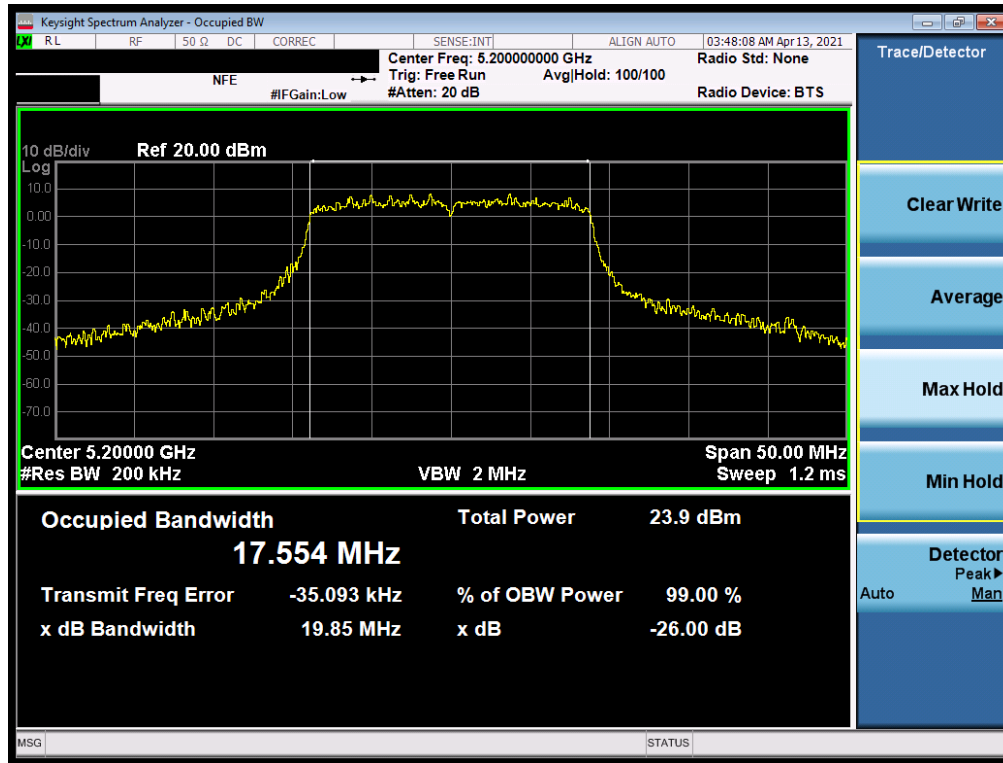 Keysight Spectrum Analyzer - Occupied BW
LXI RL RF 50 Ω DC CORREC SENSE:INT ALIGN AUTO 03:48:08 AM Apr 13, 2021
Center Freq: 5.200000000 GHz Radio Std: None
NFE Trig: Free Run Avg|Hold: 100/100
#IFGain:Low #Atten: 20 dB Radio Device: BTS
Trace/Detector
10 dB/div Ref 20.00 dBm
Log
10.0
0.00
-10.0
-20.0
-30.0
-40.0
-50.0
-60.0
-70.0
Center 5.20000 GHz Span 50.00 MHz
#Res BW 200 kHz VBW 2 MHz Sweep 1.2 ms
Occupied Bandwidth Total Power 23.9 dBm
17.554 MHz
Transmit Freq Error -35.093 kHz % of OBW Power 99.00 %
x dB Bandwidth 19.85 MHz x dB -26.00 dB
Clear Write
Average
Max Hold
Min Hold
Detector
Peak▶
Auto Man
MSG STATUS